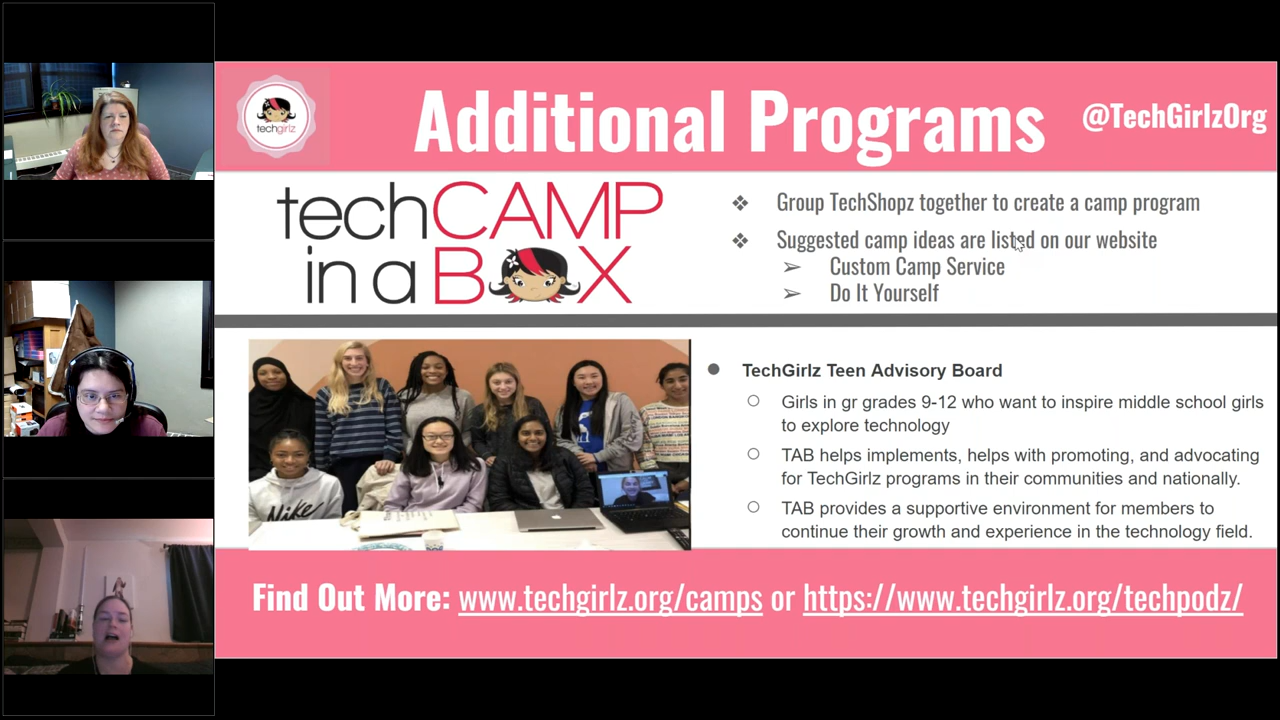 techgirlz
Additional Programs
@TechGirlzOrg
techCAMP
in a BOX
❖ Group TechShopz together to create a camp program
❖ Suggested camp ideas are listed on our website
➢ Custom Camp Service
➢ Do It Yourself
● TechGirlz Teen Advisory Board
○ Girls in gr grades 9-12 who want to inspire middle school girls
to explore technology
○ TAB helps implements, helps with promoting, and advocating
for TechGirlz programs in their communities and nationally.
○ TAB provides a supportive environment for members to
continue their growth and experience in the technology field.
NIKE
Find Out More: www.techgirlz.org/camps or https://www.techgirlz.org/techpodz/